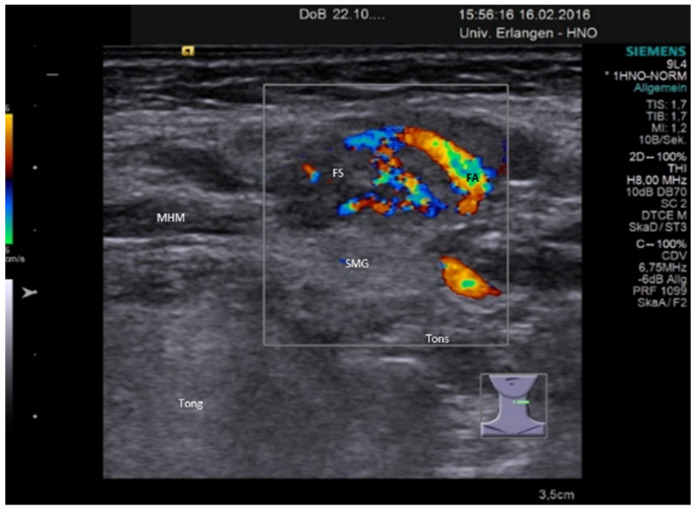 DoB 22.10....
15:56:16 16.02.2016
Univ. Erlangen - HNO
SIEMENS
9L4
* 1HNO-NORM
Allgemein
TIS: 1.7
TIB: 1.7
MI: 1.2
10B/Sek.
2D-- 100%
THI
H8,00 MHz
10dB DB70
SC 2
DTCE M
SkaD/ ST3
C-- 100%
CDV
6.75MHz
-6dB Allg
PRF 1099
SkaA/ F2
FS
FA
MHM
SMG
Tons
Tong
cm/s
3,5cm